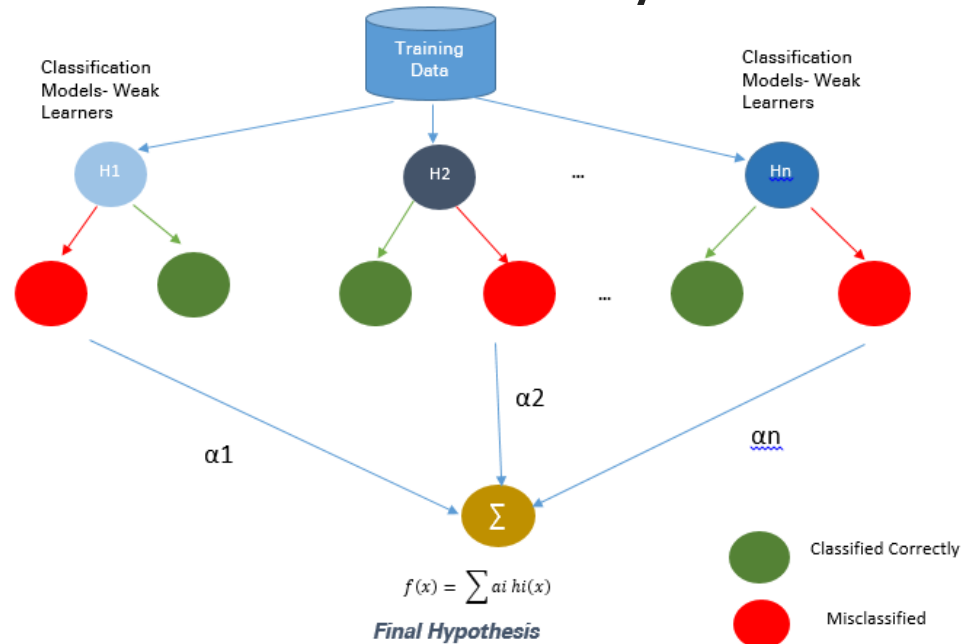 Training
Data
Classification
Models- Weak
Learners
Classification
Models- Weak
Learners
H1
H2
...
Hn
...
α1
α2
αn
∑
f(x) = ∑ ai hi(x)
Final Hypothesis
Classified Correctly
Misclassified